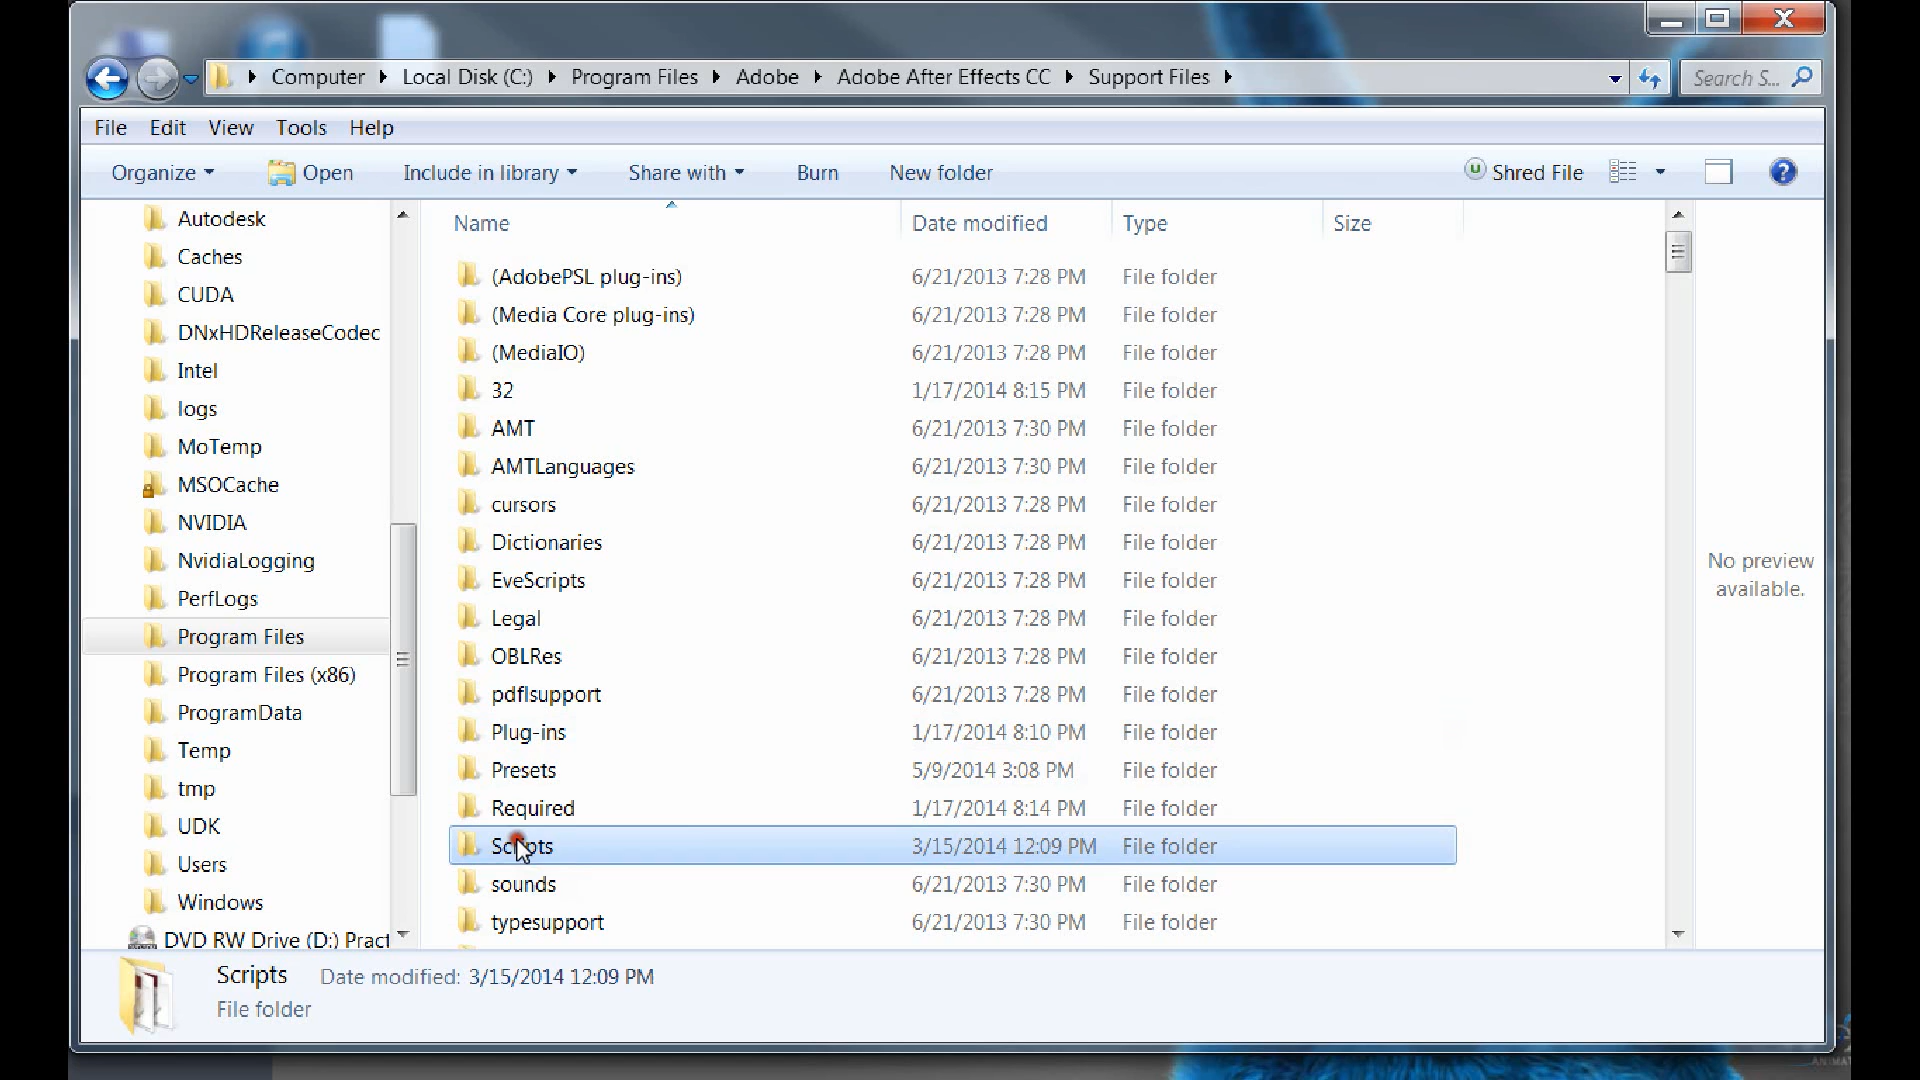 Computer Local Disk (C:) Program Files Adobe Adobe After Effects CC Support Files Search S...
File Edit View Tools Help
Organize Open Include in library Share with Burn New folder Shred File
Autodesk
Caches
CUDA
DNxHDReleaseCodec
Intel
logs
MoTemp
MSOCache
NVIDIA
NvidiaLogging
PerfLogs
Program Files
Program Files (x86)
ProgramData
Temp
tmp
UDK
Users
Windows
DVD RW Drive (D:) Pract
Name Date modified Type Size
(AdobePSL plug-ins) 6/21/2013 7:28 PM File folder
(Media Core plug-ins) 6/21/2013 7:28 PM File folder
(MediaIO) 6/21/2013 7:28 PM File folder
32 1/17/2014 8:15 PM File folder
AMT 6/21/2013 7:30 PM File folder
AMTLanguages 6/21/2013 7:30 PM File folder
cursors 6/21/2013 7:28 PM File folder
Dictionaries 6/21/2013 7:28 PM File folder
EveScripts 6/21/2013 7:28 PM File folder
Legal 6/21/2013 7:28 PM File folder
OBLRes 6/21/2013 7:28 PM File folder
pdflsupport 6/21/2013 7:28 PM File folder
Plug-ins 1/17/2014 8:10 PM File folder
Presets 5/9/2014 3:08 PM File folder
Required 1/17/2014 8:14 PM File folder
Scripts 3/15/2014 12:09 PM File folder
sounds 6/21/2013 7:30 PM File folder
typesupport 6/21/2013 7:30 PM File folder
No preview
available.
Scripts Date modified: 3/15/2014 12:09 PM
File folder